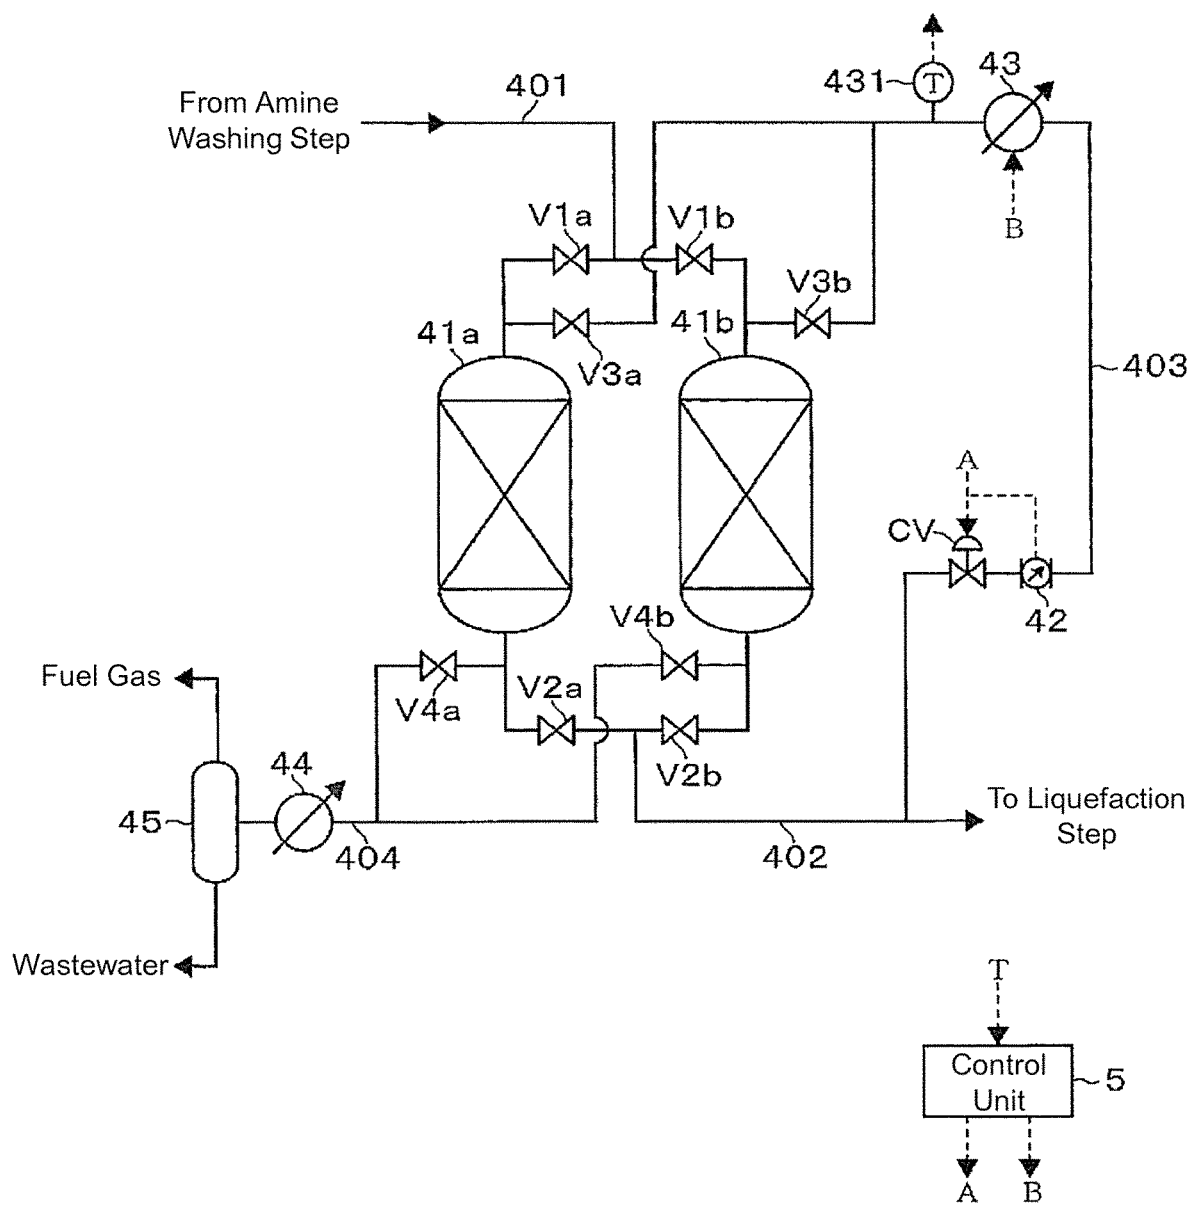 From Amine
Washing Step
401
431
T
43
B
V1a
V1b
V3b
41a
V3a
41b
403
A
CV
42
V4b
Fuel Gas
V4a
V2a
V2b
44
45
404
402
To Liquefaction
Step
Wastewater
T
Control
Unit
5
A
B